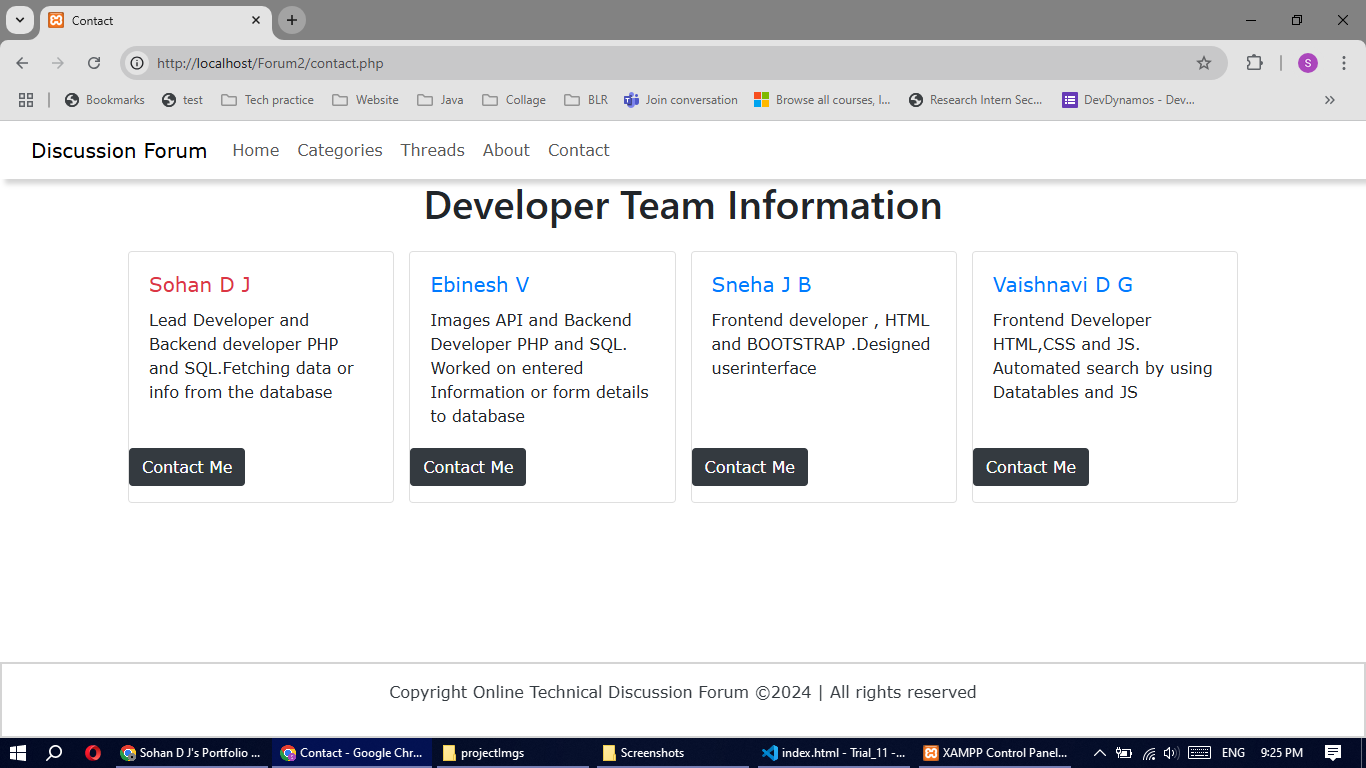 Contact
http://localhost/Forum2/contact.php
S
Bookmarks test Tech practice Website Java Collage BLR Join conversation Browse all courses, I... Research Intern Sec... DevDynamos - Dev...
Discussion Forum Home Categories Threads About Contact
Developer Team Information
Sohan D J
Lead Developer and
Backend developer PHP
and SQL.Fetching data or
info from the database
Contact Me
Ebinesh V
Images API and Backend
Developer PHP and SQL.
Worked on entered
Information or form details
to database
Contact Me
Sneha J B
Frontend developer , HTML
and BOOTSTRAP .Designed
userinterface
Contact Me
Vaishnavi D G
Frontend Developer
HTML,CSS and JS.
Automated search by using
Datatables and JS
Contact Me
Copyright Online Technical Discussion Forum ©2024 | All rights reserved
Sohan D J's Portfolio ... Contact - Google Chr... projectImgs Screenshots index.html - Trial_11 -... XAMPP Control Panel... ENG 9:25 PM